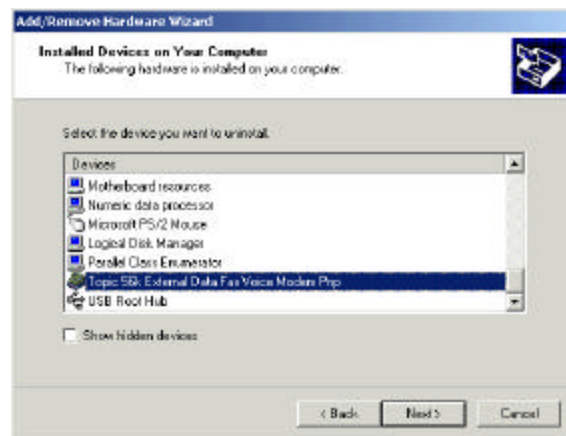 Add/Remove Hardware Wizard
Installed Devices on Your Computer
The following hardware is installed on your computer.
Select the device you want to uninstall.
Devices
Motherboard resources
Numeric data processor
Microsoft PS/2 Mouse
Logical Disk Manager
Parallel Class Enumerator
Topic 56k External Data Fax Voice Modem Pnp
USB Root Hub
Show hidden devices
< Back Next > Cancel